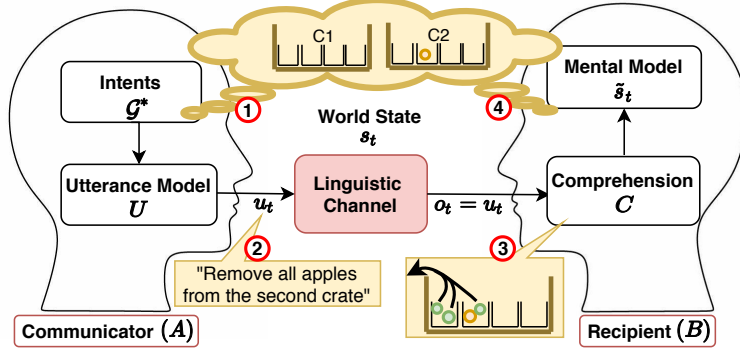 C1
C2
Intents
𝒢*
1
4
Mental Model
s̃ₜ
World State
sₜ
Utterance Model
U
uₜ
Linguistic
Channel
oₜ = uₜ
Comprehension
C
2
"Remove all apples
from the second crate"
3
Communicator (A)
Recipient (B)